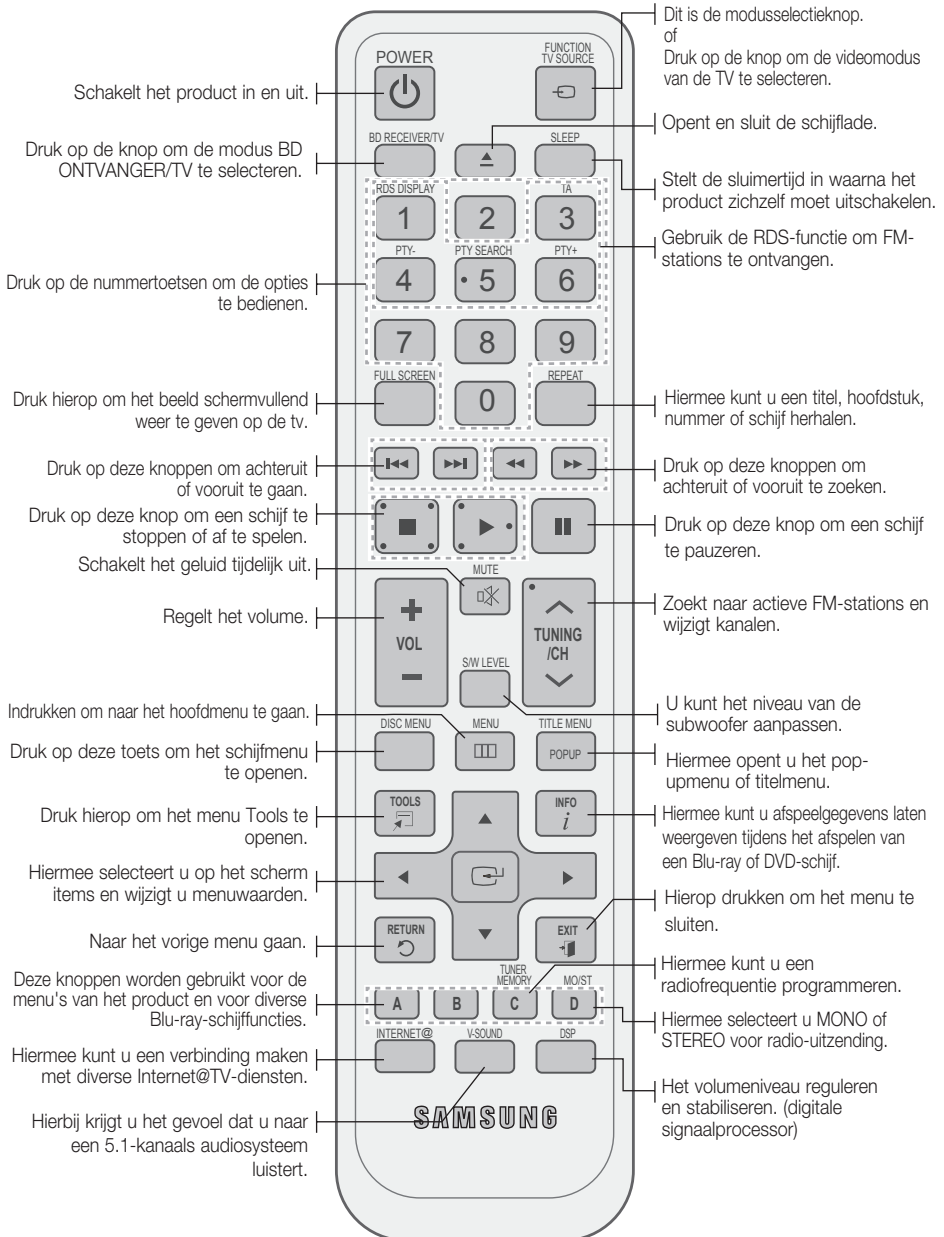 Dit is de modusselectieknop.
of
Druk op de knop om de videomodus
van de TV te selecteren.
POWER
FUNCTION
TV SOURCE
Schakelt het product in en uit.
Opent en sluit de schijflade.
BD RECEIVER/TV
SLEEP
Druk op de knop om de modus BD
ONTVANGER/TV te selecteren.
Stelt de sluimertijd in waarna het
product zichzelf moet uitschakelen.
RDS DISPLAY
TA
1
2
3
Gebruik de RDS-functie om FM-
stations te ontvangen.
PTY-
PTY SEARCH
PTY+
4
5
6
Druk op de nummertoetsen om de opties
te bedienen.
7
8
9
FULL SCREEN
REPEAT
0
Druk hierop om het beeld schermvullend
weer te geven op de tv.
Hiermee kunt u een titel, hoofdstuk,
nummer of schijf herhalen.
Druk op deze knoppen om achteruit
of vooruit te gaan.
Druk op deze knoppen om
achteruit of vooruit te zoeken.
Druk op deze knop om een schijf te
stoppen of af te spelen.
Druk op deze knop om een schijf
te pauzeren.
Schakelt het geluid tijdelijk uit.
MUTE
Regelt het volume.
+
VOL
−
TUNING
/CH
Zoekt naar actieve FM-stations en
wijzigt kanalen.
S/W LEVEL
U kunt het niveau van de
subwoofer aanpassen.
Indrukken om naar het hoofdmenu te gaan.
DISC MENU
MENU
TITLE MENU
POPUP
Druk op deze toets om het schijfmenu
te openen.
Hiermee opent u het pop-
upmenu of titelmenu.
TOOLS
INFO
i
Druk hierop om het menu Tools te
openen.
Hiermee kunt u afspeelgegevens laten
weergeven tijdens het afspelen van
een Blu-ray of DVD-schijf.
Hiermee selecteert u op het scherm
items en wijzigt u menuwaarden.
Hierop drukken om het menu te
sluiten.
RETURN
EXIT
Naar het vorige menu gaan.
TUNER
MEMORY
MO/ST
Hiermee kunt u een
radiofrequentie programmeren.
Deze knoppen worden gebruikt voor de
menu's van het product en voor diverse
Blu-ray-schijffuncties.
A
B
C
D
Hiermee selecteert u MONO of
STEREO voor radio-uitzending.
INTERNET@
V-SOUND
DSP
Hiermee kunt u een verbinding maken
met diverse Internet@TV-diensten.
Het volumeniveau reguleren
en stabiliseren. (digitale
signaalprocessor)
SAMSUNG
Hierbij krijgt u het gevoel dat u naar
een 5.1-kanaals audiosysteem
luistert.